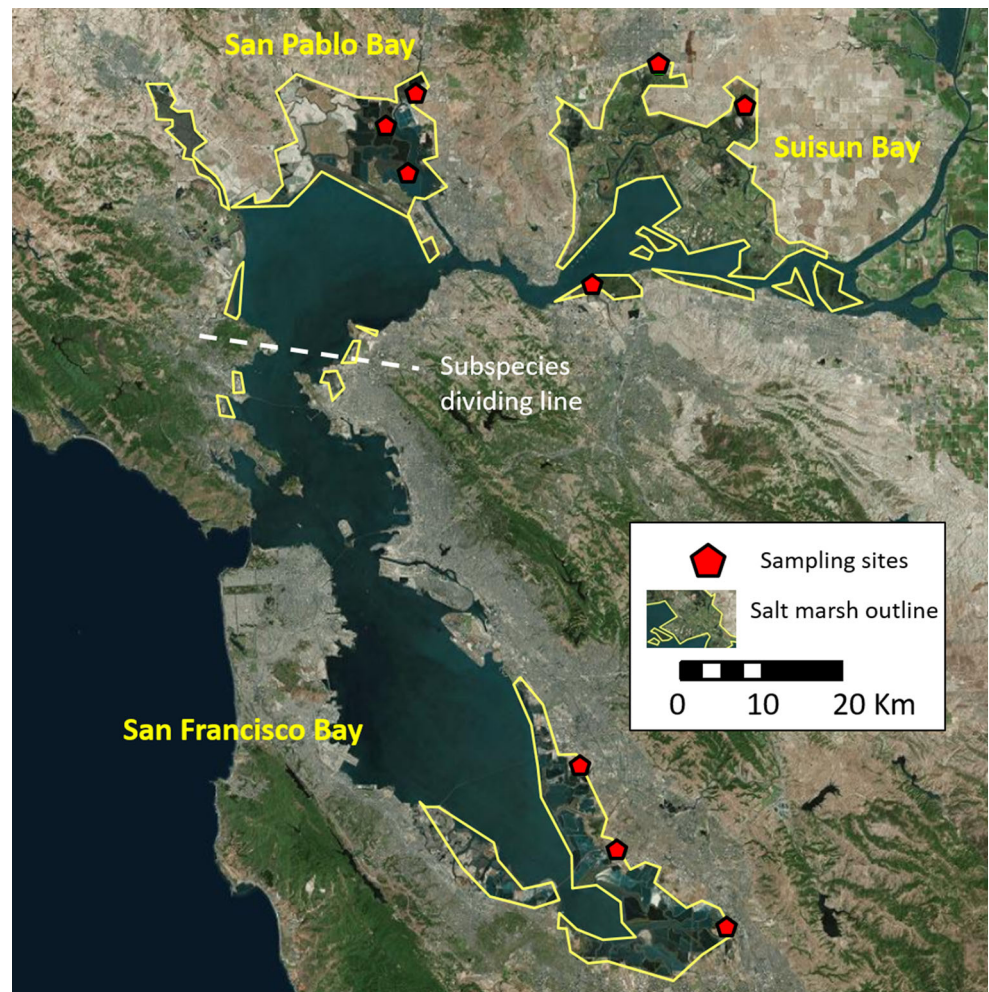 San Pablo Bay
Suisun Bay
Subspecies
dividing line
Sampling sites
Salt marsh outline
0 10 20 Km
San Francisco Bay